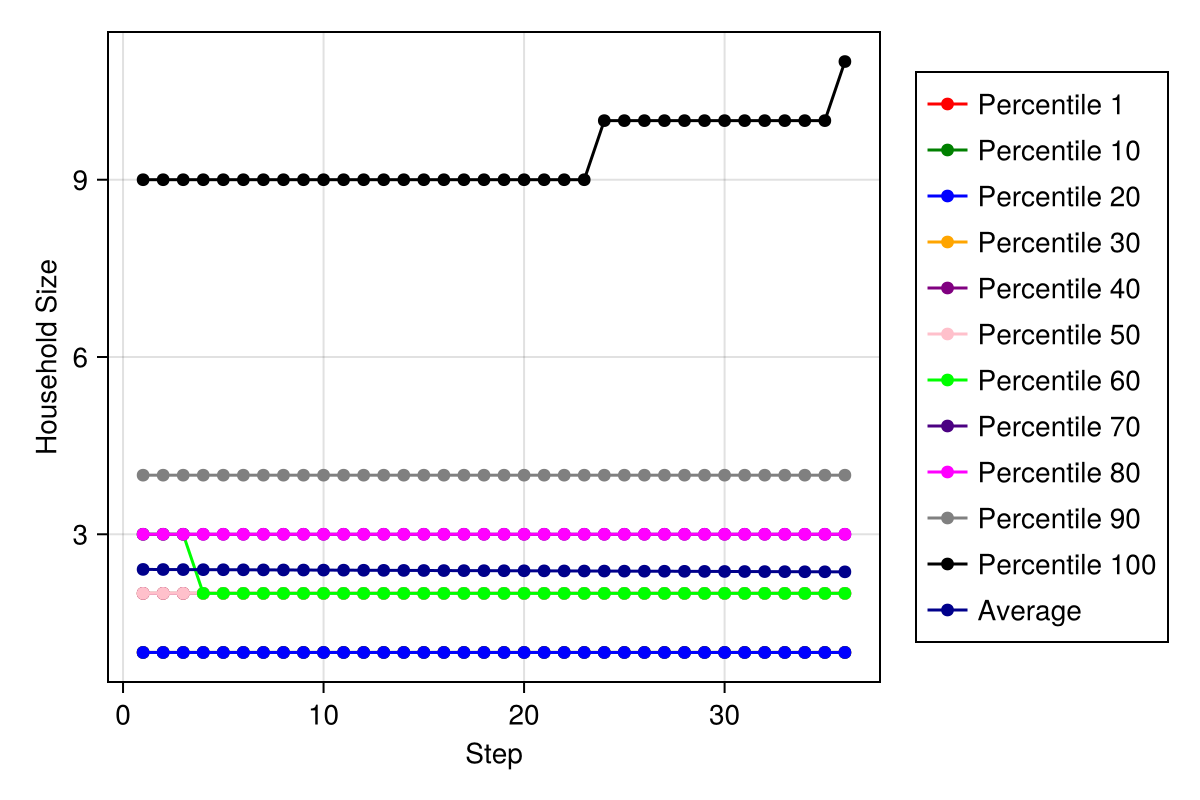 9
6
3
0
10
20
30
Household Size
Step
Percentile 1
Percentile 10
Percentile 20
Percentile 30
Percentile 40
Percentile 50
Percentile 60
Percentile 70
Percentile 80
Percentile 90
Percentile 100
Average